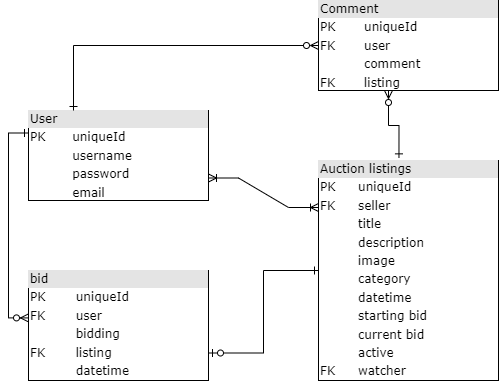 Comment
PK uniqueId
FK user
comment
FK listing
User
PK uniqueId
username
password
email
Auction listings
PK uniqueId
FK seller
title
description
image
category
datetime
starting bid
current bid
active
FK watcher
bid
PK uniqueId
FK user
bidding
FK listing
datetime